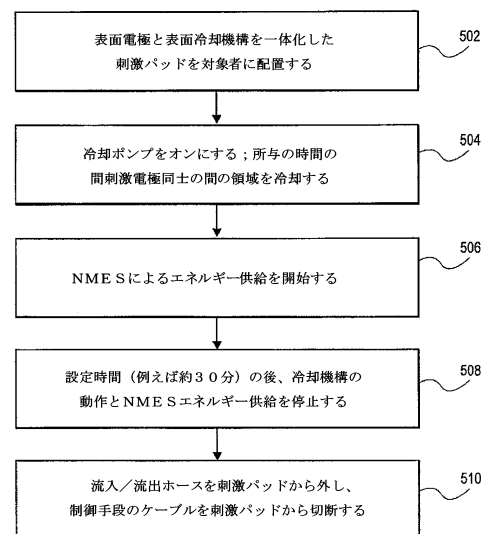 表面電極と表面冷却機構を一体化した
刺激パッドを対象者に配置する
502
冷却ポンプをオンにする；所与の時間の
間刺激電極同士の間の領域を冷却する
504
ＮＭＥＳによるエネルギー供給を開始する
506
設定時間（例えば約３０分）の後、冷却機構の
動作とＮＭＥＳエネルギー供給を停止する
508
流入／流出ホースを刺激パッドから外し、
制御手段のケーブルを刺激パッドから切断する
510